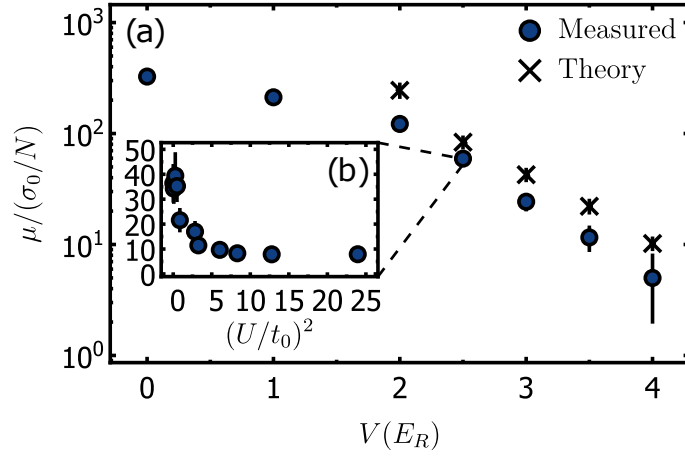 (a)
Measured
Theory
10³
10²
10¹
10⁰
μ/(σ₀/N)
(b)
50
40
30
20
10
0
0 5 10 15 20 25
(U/t₀)²
0 1 2 3 4
V(E_R)